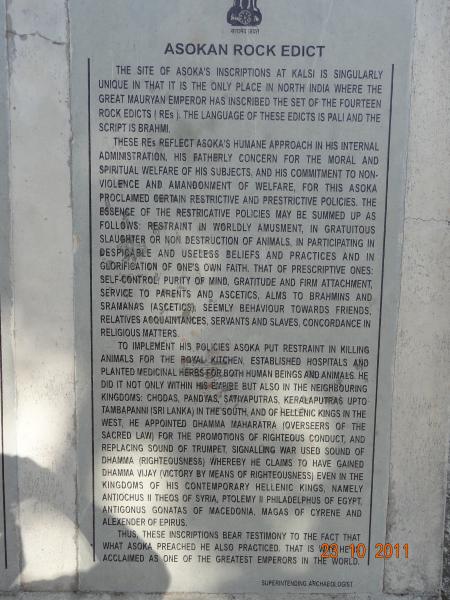 सत्यमेव जयते
ASOKAN ROCK EDICT
THE SITE OF ASOKA'S INSCRIPTIONS AT KALSI IS SINGULARLY
UNIQUE IN THAT IT IS THE ONLY PLACE IN NORTH INDIA WHERE THE
GREAT MAURYAN EMPEROR HAS INSCRIBED THE SET OF THE FOURTEEN
ROCK EDICTS ( REs ). THE LANGUAGE OF THESE EDICTS IS PALI AND THE
SCRIPT IS BRAHMI.
THESE REs REFLECT ASOKA'S HUMANE APPROACH IN HIS INTERNAL
ADMINISTRATION, HIS FATHERLY CONCERN FOR THE MORAL AND
SPIRITUAL WELFARE OF HIS SUBJECTS, AND HIS COMMITMENT TO NON-
VIOLENCE AND AMANDONMENT OF WELFARE, FOR THIS ASOKA
PROCLAIMED CERTAIN RESTRICTIVE AND PRESTRICTIVE POLICIES. THE
ESSENCE OF THE RESTRICATIVE POLICIES MAY BE SUMMED UP AS
FOLLOWS: RESTRAINT IN WORLDLY AMUSMENT, IN GRATUITOUS
SLAUGHTER OR NON DESTRUCTION OF ANIMALS, IN PARTICIPATING IN
DESPICABLE AND USELESS BELIEFS AND PRACTICES AND IN
GLORIFICATION OF ONE'S OWN FAITH. THAT OF PRESCRIPTIVE ONES:
SELF-CONTROL, PURITY OF MIND, GRATITUDE AND FIRM ATTACHMENT,
SERVICE TO PARENTS AND ASCETICS, ALMS TO BRAHMINS AND
SRAMANAS (ASCETICS), SEEMLY BEHAVIOUR TOWARDS FRIENDS,
RELATIVES ACQUAINTANCES, SERVANTS AND SLAVES, CONCORDANCE IN
RELIGIOUS MATTERS.
TO IMPLEMENT HIS POLICIES ASOKA PUT RESTRAINT IN KILLING
ANIMALS FOR THE ROYAL KITCHEN, ESTABLISHED HOSPITALS AND
PLANTED MEDICINAL HERBS FOR BOTH HUMAN BEINGS AND ANIMALS. HE
DID IT NOT ONLY WITHIN HIS EMPIRE BUT ALSO IN THE NEIGHBOURING
KINGDOMS: CHODAS, PANDYAS, SATIYAPUTRAS, KERALAPUTRAS UPTO
TAMBAPANNI (SRI LANKA) IN THE SOUTH, AND OF HELLENIC KINGS IN THE
WEST, HE APPOINTED DHAMMA MAHARATRA (OVERSEERS OF THE
SACRED LAW) FOR THE PROMOTIONS OF RIGHTEOUS CONDUCT, AND
REPLACING SOUND OF TRUMPET, SIGNALLING WAR USED SOUND OF
DHAMMA (RIGHTEOUSNESS) WHEREBY HE CLAIMS TO HAVE GAINED
DHAMMA VIJAY (VICTORY BY MEANS OF RIGHTEOUSNESS) EVEN IN THE
KINGDOMS OF HIS CONTEMPORARY HELLENIC KINGS, NAMELY
ANTIOCHUS II THEOS OF SYRIA, PTOLEMY II PHILADELPHUS OF EGYPT,
ANTIGONUS GONATAS OF MACEDONIA, MAGAS OF CYRENE AND
ALEXENDER OF EPIRUS.
THUS, THESE INSCRIPTIONS BEAR TESTIMONY TO THE FACT THAT
WHAT ASOKA PREACHED HE ALSO PRACTICED. THAT IS WHY HE IS
ACCLAIMED AS ONE OF THE GREATEST EMPERORS IN THE WORLD.
SUPERINTENDING ARCHAEOLOGIST
23 10 2011